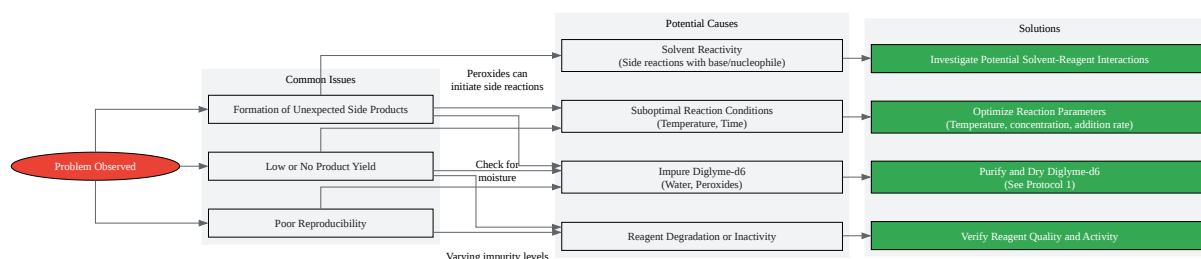 Potential Causes
Solutions
Solvent Reactivity
(Side reactions with base/nucleophile)
Investigate Potential Solvent-Reagent Interactions
Common Issues
Peroxides can
initiate side reactions
Formation of Unexpected Side Products
Suboptimal Reaction Conditions
(Temperature, Time)
Optimize Reaction Parameters
(Temperature, concentration, addition rate)
Problem Observed
Low or No Product Yield
Check for
moisture
Impure Diglyme-d6
(Water, Peroxides)
Purify and Dry Diglyme-d6
(See Protocol 1)
Poor Reproducibility
Reagent Degradation or Inactivity
Verify Reagent Quality and Activity
Varying impurity levels